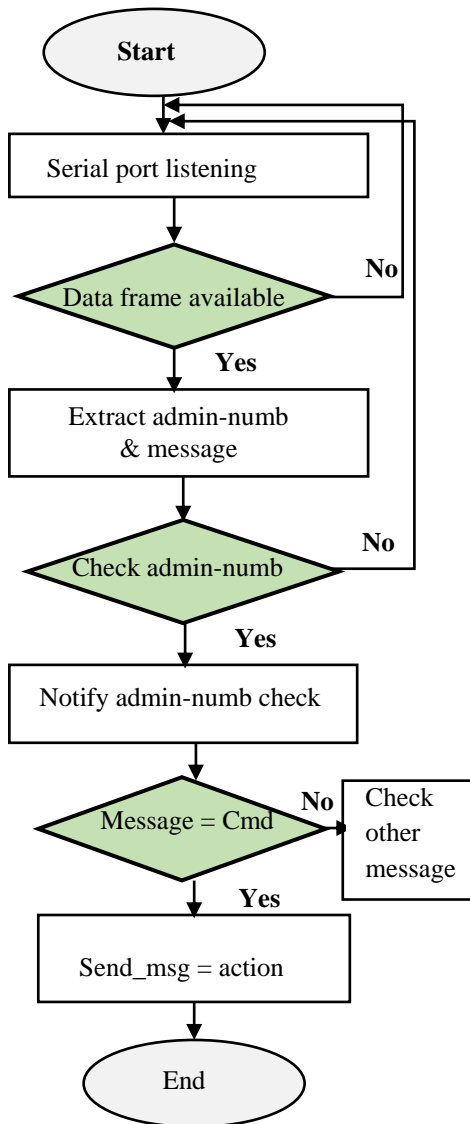 Start
Serial port listening
No
Data frame available
Yes
Extract admin-numb
& message
No
Check admin-numb
Yes
Notify admin-numb check
No
Message = Cmd
Check
other
message
Yes
Send_msg = action
End